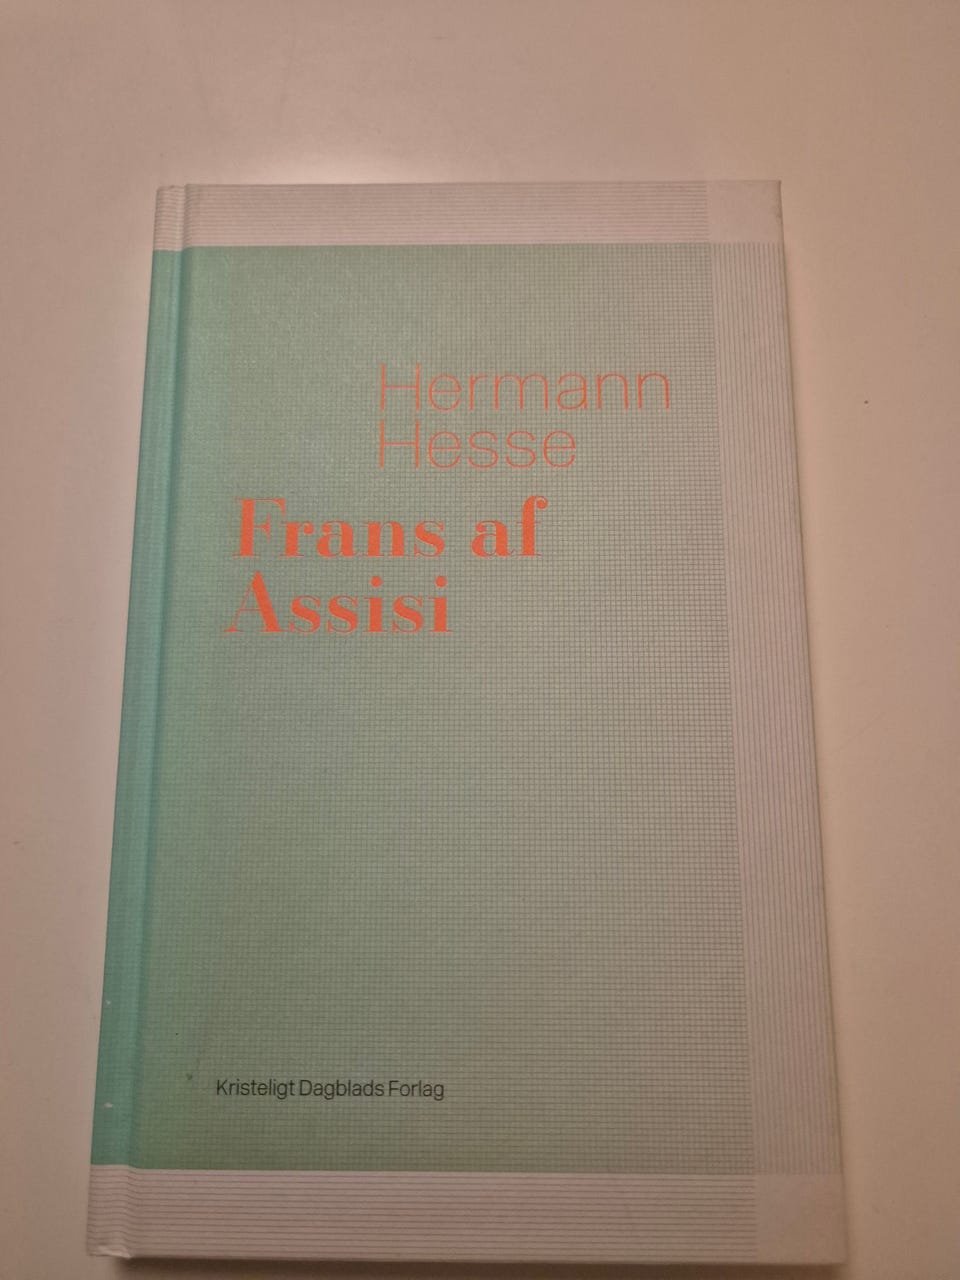 Hermann
Hesse
Frans af
Assisi
Kristeligt Dagblads Forlag